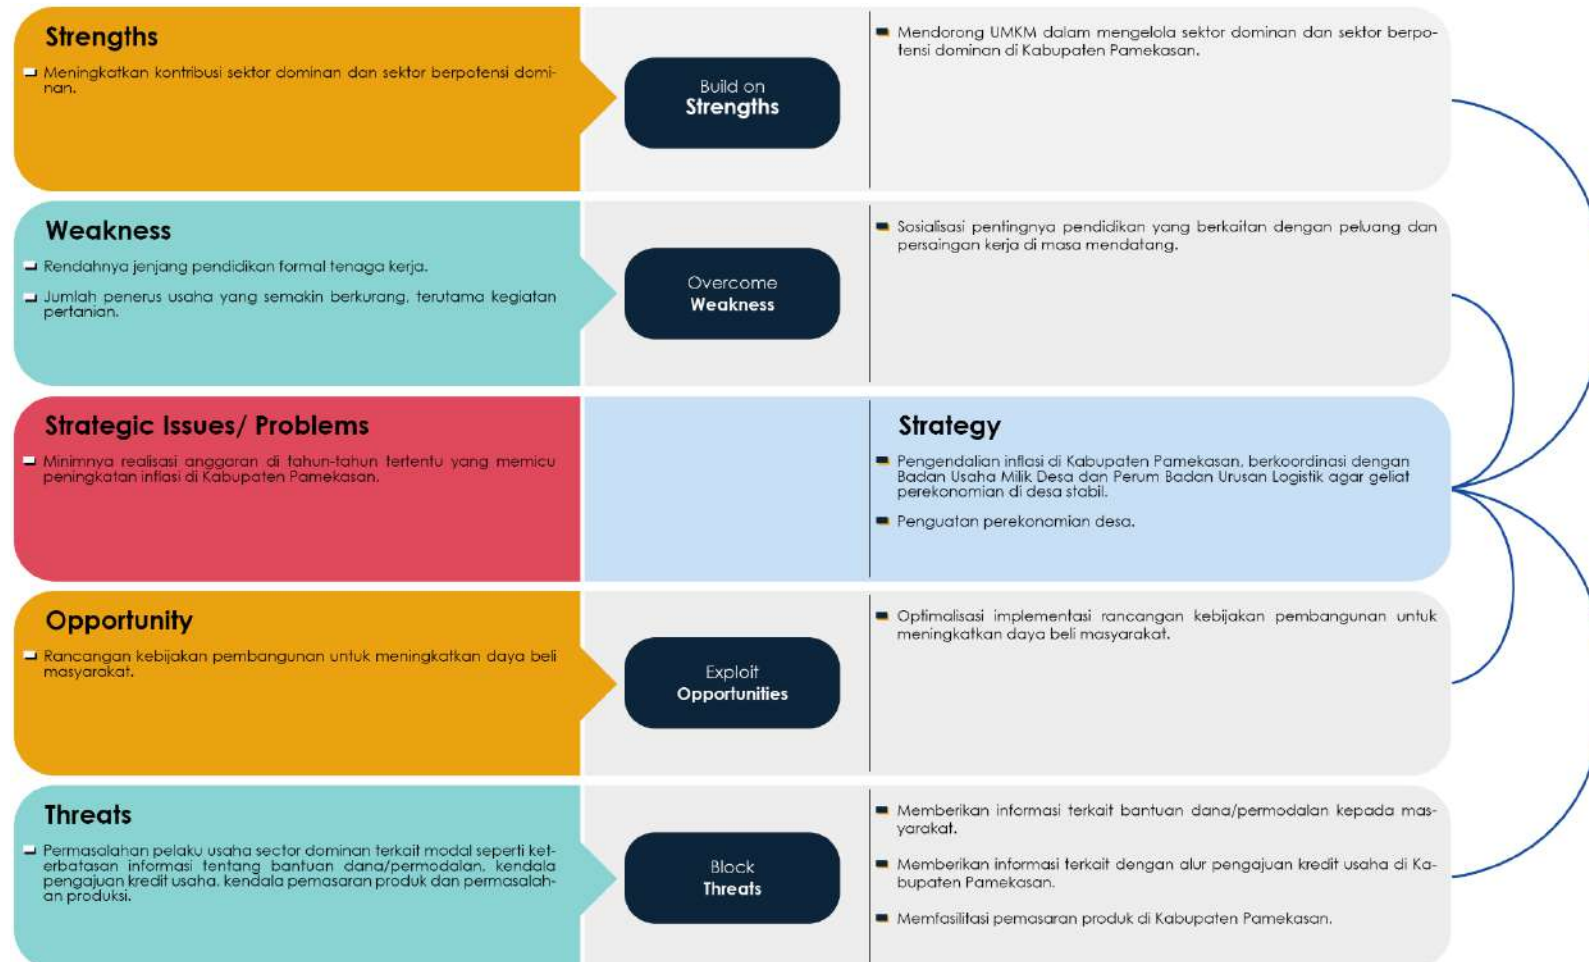 Strengths
Meningkatkan kontribusi sektor dominan dan sektor berpotensi domi-
nan.
Build on
Strengths
Mendorong UMKM dalam mengelola sektor dominan dan sektor berpo-
tensi dominan di Kabupaten Pamekasan.
Weakness
Rendahnya jenjang pendidikan formal tenaga kerja.
Jumlah penerus usaha yang semakin berkurang, terutama kegiatan
pertanian.
Overcome
Weakness
Sosialisasi pentingnya pendidikan yang berkaitan dengan peluang dan
persaingan kerja di masa mendatang.
Strategic Issues/ Problems
Minimnya realisasi anggaran di tahun-tahun tertentu yang memicu
peningkatan inflasi di Kabupaten Pamekasan.
Strategy
Pengendalian inflasi di Kabupaten Pamekasan, berkoordinasi dengan
Badan Usaha Milik Desa dan Perum Badan Urusan Logistik agar geliat
perekonomian di desa stabil.
Penguatan perekonomian desa.
Opportunity
Rancangan kebijakan pembangunan untuk meningkatkan daya beli
masyarakat.
Exploit
Opportunities
Optimalisasi implementasi rancangan kebijakan pembangunan untuk
meningkatkan daya beli masyarakat.
Threats
Permasalahan pelaku usaha sector dominan terkait modal seperti ket-
erbatasan informasi tentang bantuan dana/permodalan, kendala
pengajuan kredit usaha, kendala pemasaran produk dan permasalah-
an produksi.
Block
Threats
Memberikan informasi terkait bantuan dana/permodalan kepada mas-
yarakat.
Memberikan informasi terkait dengan alur pengajuan kredit usaha di Ka-
bupaten Pamekasan.
Memfasilitasi pemasaran produk di Kabupaten Pamekasan.